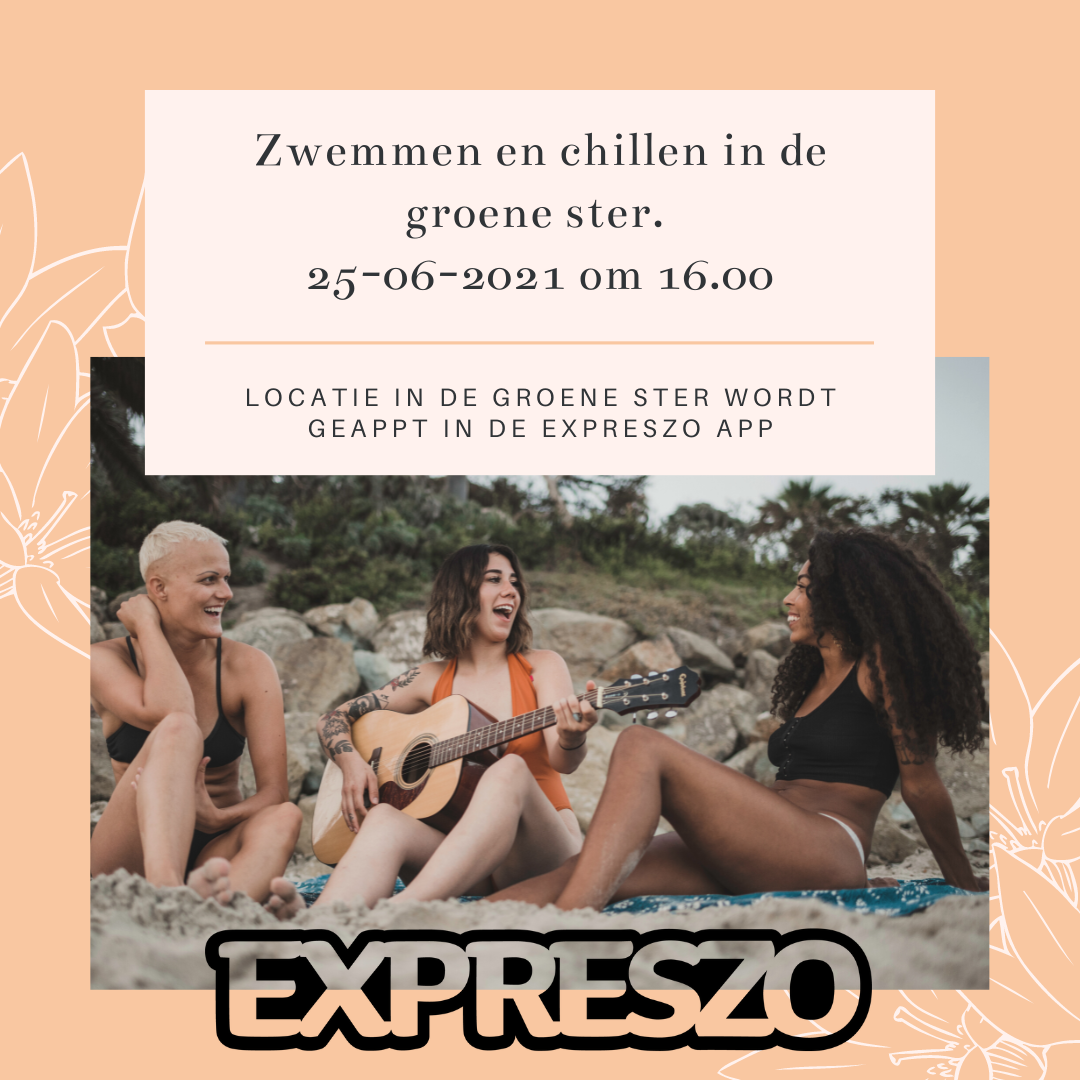 Zwemmen en chillen in de
groene ster.
25-06-2021 om 16.00
LOCATIE IN DE GROENE STER WORDT
GEAPPT IN DE EXPRESZO APP
Epiphone
EXPRESZO